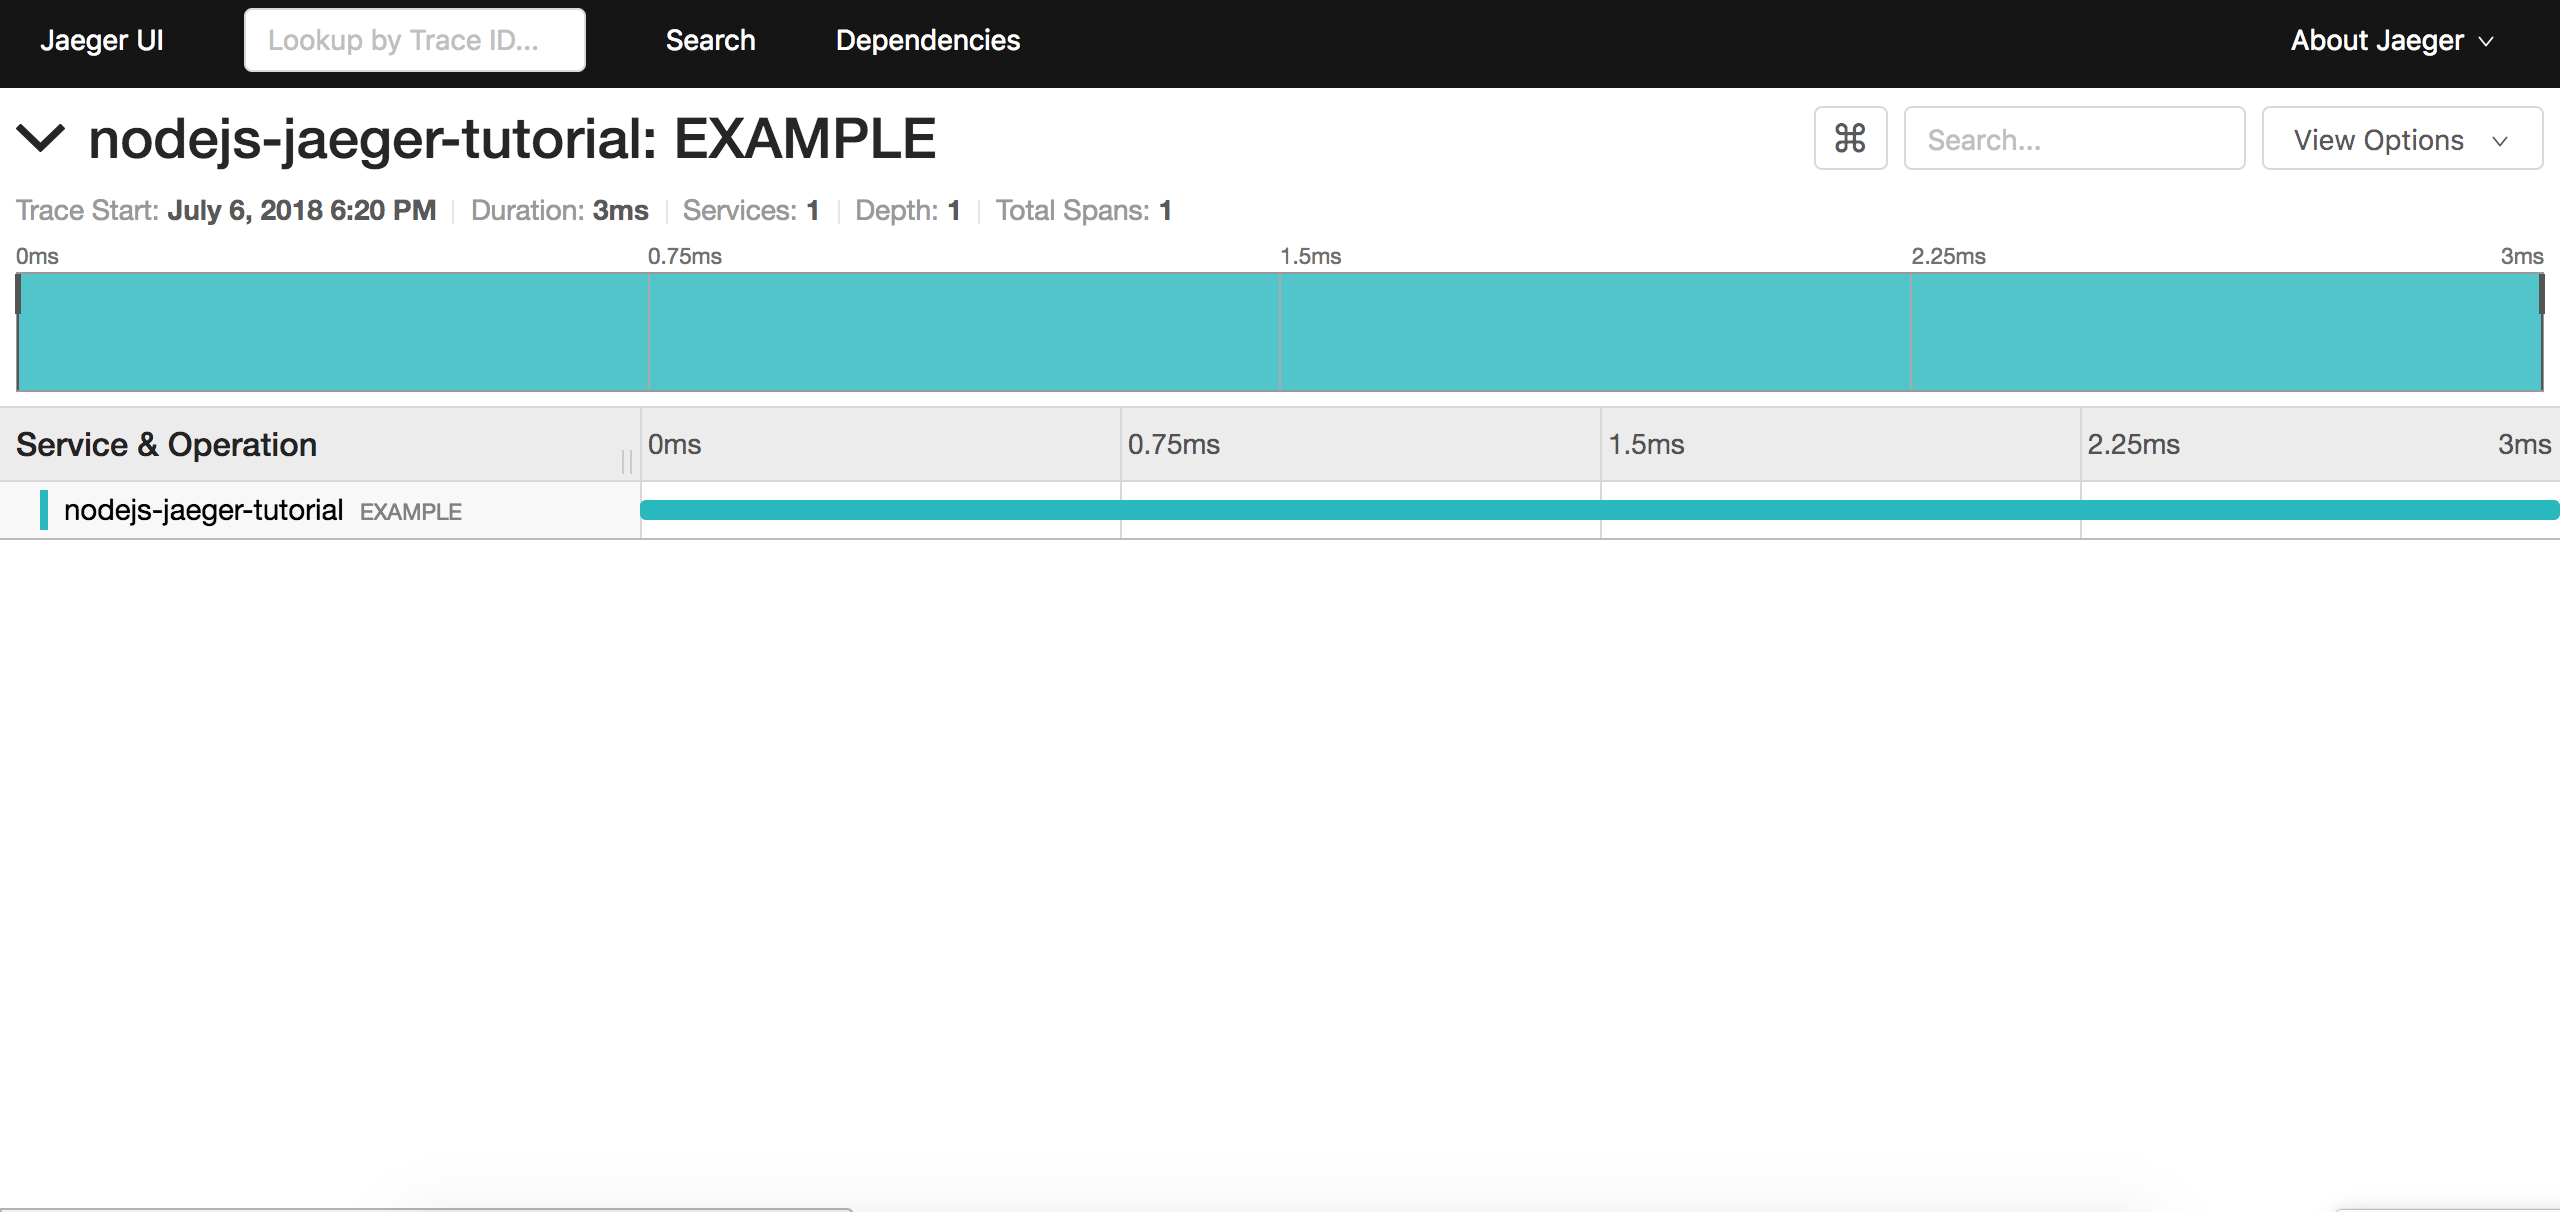 Jaeger UI Lookup by Trace ID... Search Dependencies About Jaeger
nodejs-jaeger-tutorial: EXAMPLE ⌘ Search... View Options
Trace Start: July 6, 2018 6:20 PM Duration: 3ms Services: 1 Depth: 1 Total Spans: 1
0ms 0.75ms 1.5ms 2.25ms 3ms
Service & Operation 0ms 0.75ms 1.5ms 2.25ms 3ms
nodejs-jaeger-tutorial EXAMPLE